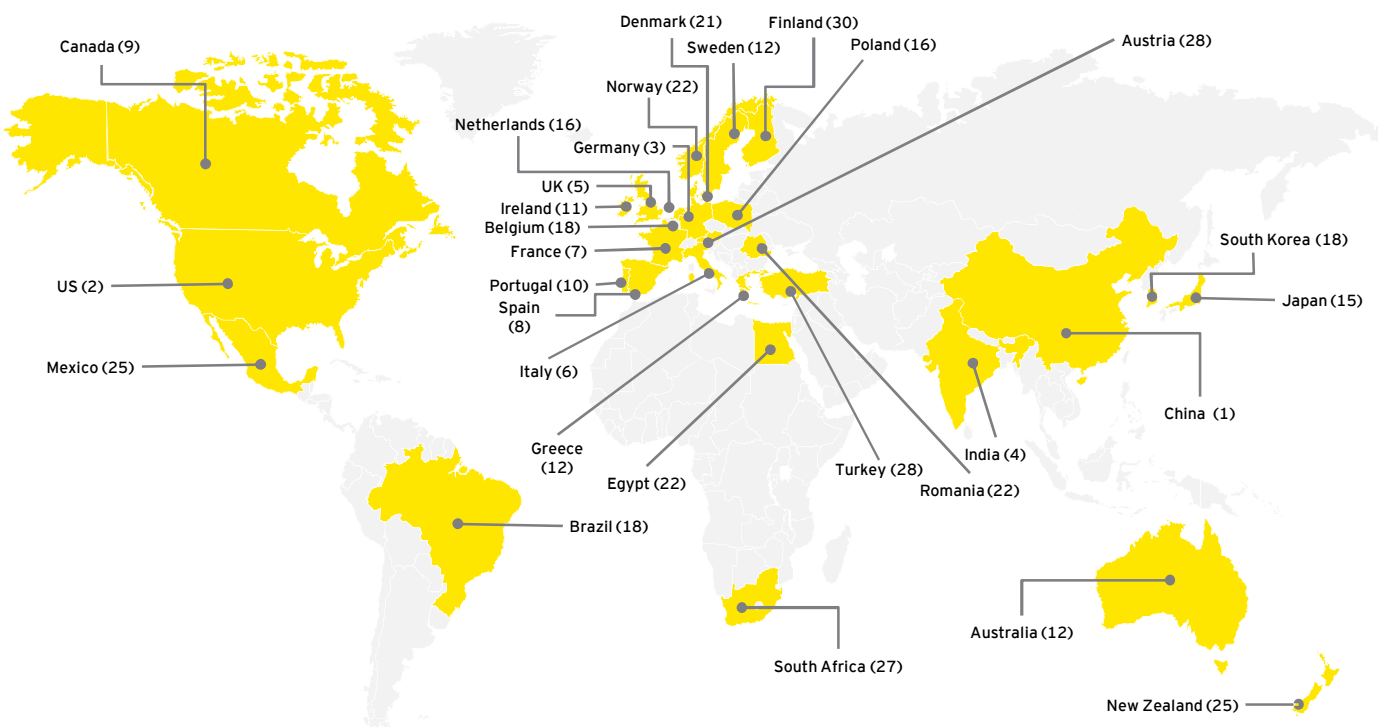 Denmark (21)
Finland (30)
Canada (9)
Sweden (12)
Poland (16)
Austria (28)
Norway (22)
Netherlands (16)
Germany (3)
UK (5)
Ireland (11)
Belgium (18)
France (7)
South Korea (18)
US (2)
Portugal (10)
Spain
(8)
Japan (15)
Mexico (25)
Italy (6)
China (1)
Greece
(12)
India (4)
Turkey (28)
Egypt (22)
Romania (22)
Brazil (18)
Australia (12)
South Africa (27)
New Zealand (25)